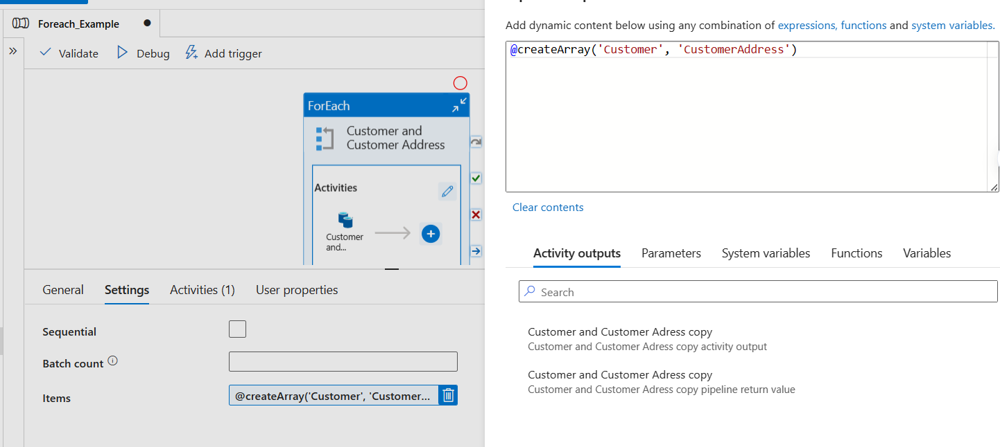 Foreach_Example
Validate
Debug
Add trigger
ForEach
Customer and
Customer Address
Activities
Customer
and...
General
Settings
Activities (1)
User properties
Sequential
Batch count
Items
@createArray('Customer', 'Customer...
Add dynamic content below using any combination of expressions, functions and system variables.
@createArray('Customer', 'CustomerAddress')
Clear contents
Activity outputs
Parameters
System variables
Functions
Variables
Search
Customer and Customer Adress copy
Customer and Customer Adress copy activity output
Customer and Customer Adress copy
Customer and Customer Adress copy pipeline return value